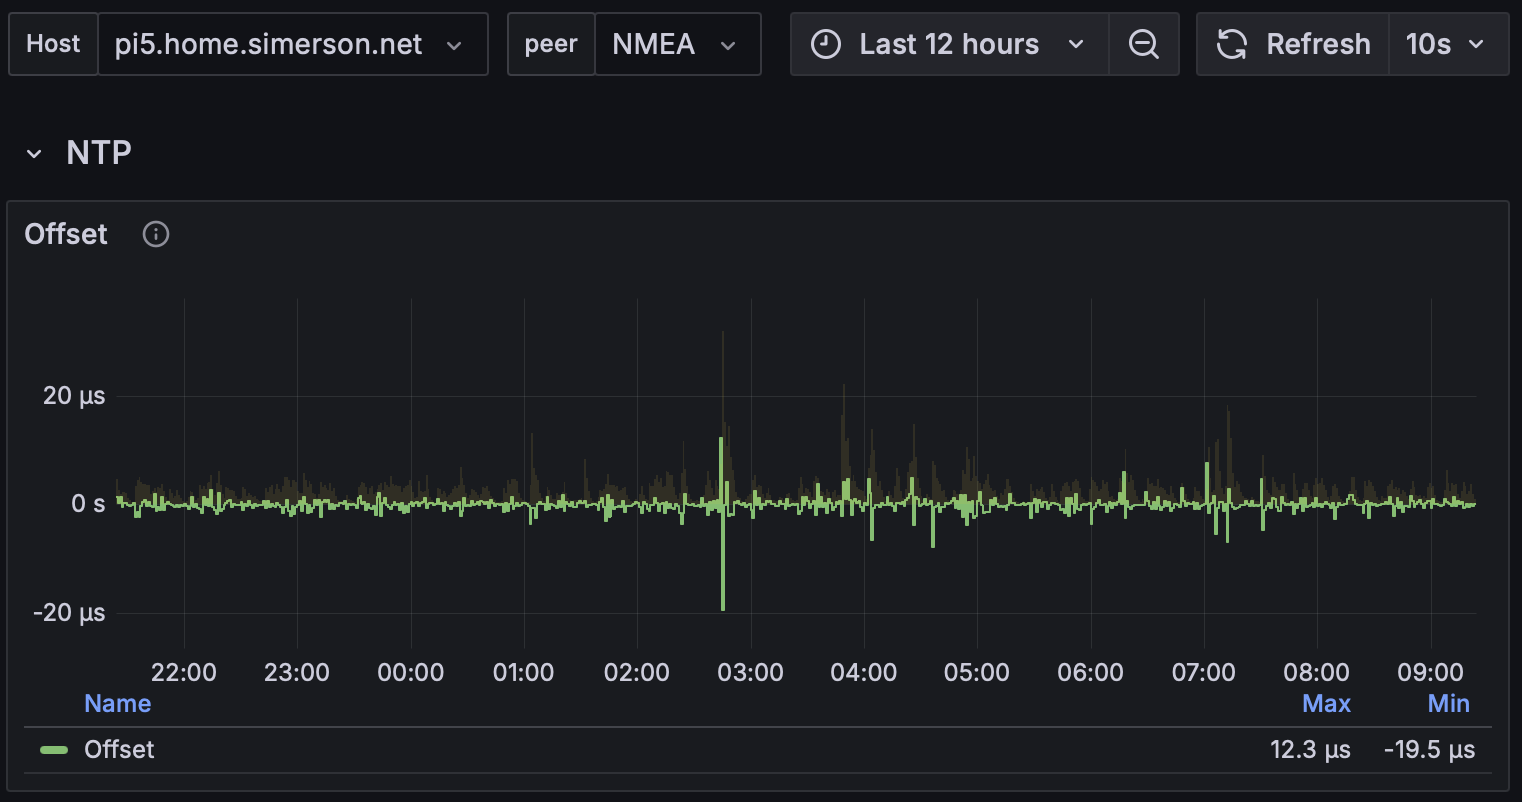 Host pi5.home.simerson.net peer NMEA Last 12 hours Refresh 10s
NTP
Offset
20 µs
0 s
-20 µs
22:00 23:00 00:00 01:00 02:00 03:00 04:00 05:00 06:00 07:00 08:00 09:00
Name Max Min
Offset 12.3 µs -19.5 µs